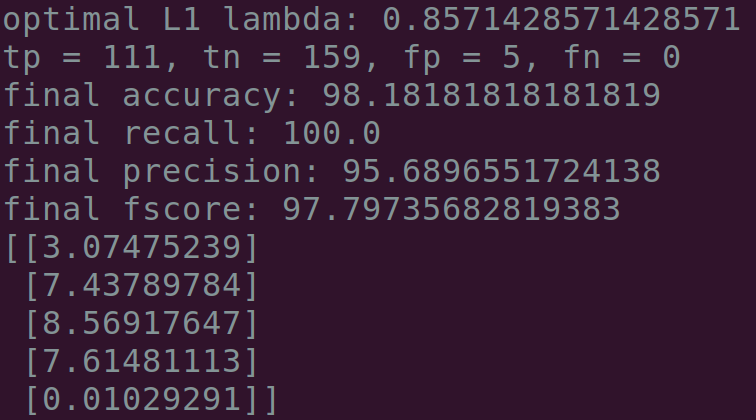 optimal L1 lambda: 0.8571428571428571
tp = 111, tn = 159, fp = 5, fn = 0
final accuracy: 98.18181818181819
final recall: 100.0
final precision: 95.6896551724138
final fscore: 97.79735682819383
[[3.07475239]
 [7.43789784]
 [8.56917647]
 [7.61481113]
 [0.01029291]]